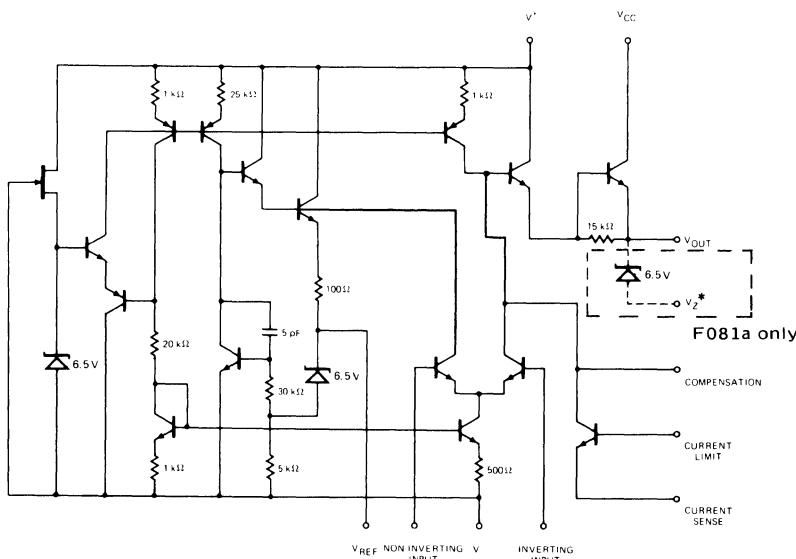 V+
VCC
1 kΩ
25 kΩ
1 kΩ
15 kΩ
VOUT
6.5 V
VZ*
F081a only
100Ω
5 pF
20 kΩ
6.5 V
30 kΩ
6.5 V
COMPENSATION
CURRENT
LIMIT
1 kΩ
5 kΩ
500Ω
CURRENT
SENSE
VREF
NON INVERTING
INPUT
V
INVERTING
INPUT